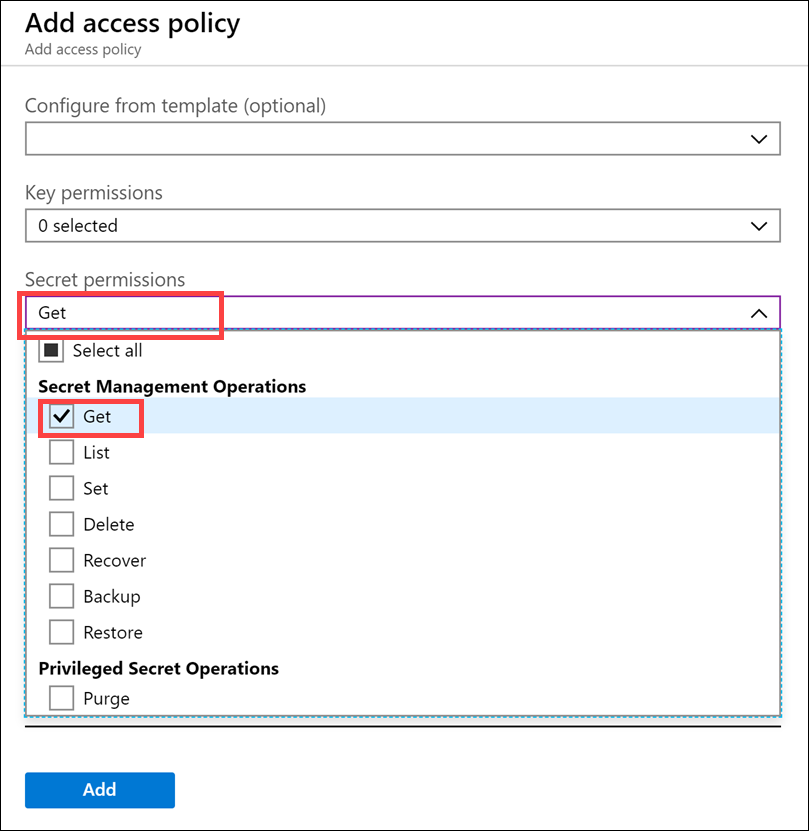 Add access policy
Add access policy
Configure from template (optional)
Key permissions
0 selected
Secret permissions
Get
Select all
Secret Management Operations
Get
List
Set
Delete
Recover
Backup
Restore
Privileged Secret Operations
Purge
Add